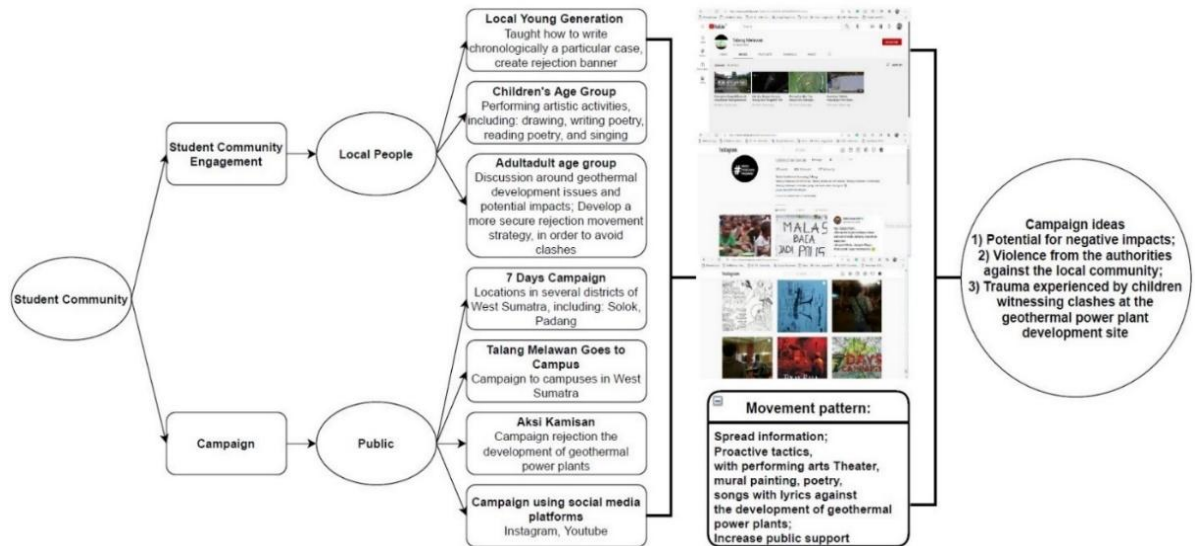 Student Community
Student Community
Engagement
Campaign
Local People
Public
Local Young Generation
Taught how to write
chronologically a particular case,
create rejection banner
Children's Age Group
Performing artistic activities,
including: drawing, writing poetry,
reading poetry, and singing
Adultadult age group
Discussion around geothermal
development issues and
potential impacts; Develop a
more secure rejection movement
strategy, in order to avoid
clashes
7 Days Campaign
Locations in several districts of
West Sumatra, including: Solok,
Padang
Talang Melawan Goes to
Campus
Campaign to campuses in West
Sumatra
Aksi Kamisan
Campaign rejection the
development of geothermal
power plants
Campaign using social media
platforms
Instagram, Youtube
Talang Melawan
Instagram
MALAS
BACA
JADI POLIS
Instagram
DAYS
Movement pattern:
Spread information;
Proactive tactics,
with performing arts Theater,
mural painting, poetry,
songs with lyrics against
the development of geothermal
power plants;
Increase public support
Campaign ideas
1) Potential for negative impacts;
2) Violence from the authorities
against the local community;
3) Trauma experienced by children
witnessing clashes at the
geothermal power plant
development site